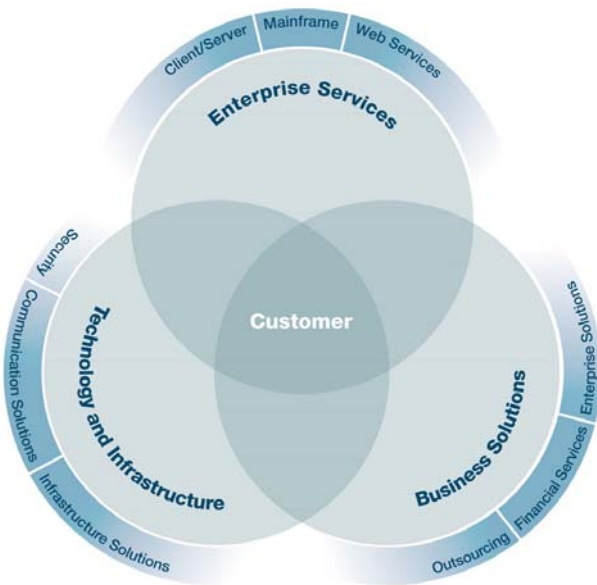 Client/Server
Mainframe
Web Services
Enterprise Services
Security
Communication Solutions
Infrastructure Solutions
Technology and Infrastructure
Customer
Business Solutions
Enterprise Solutions
Financial Services
Outsourcing